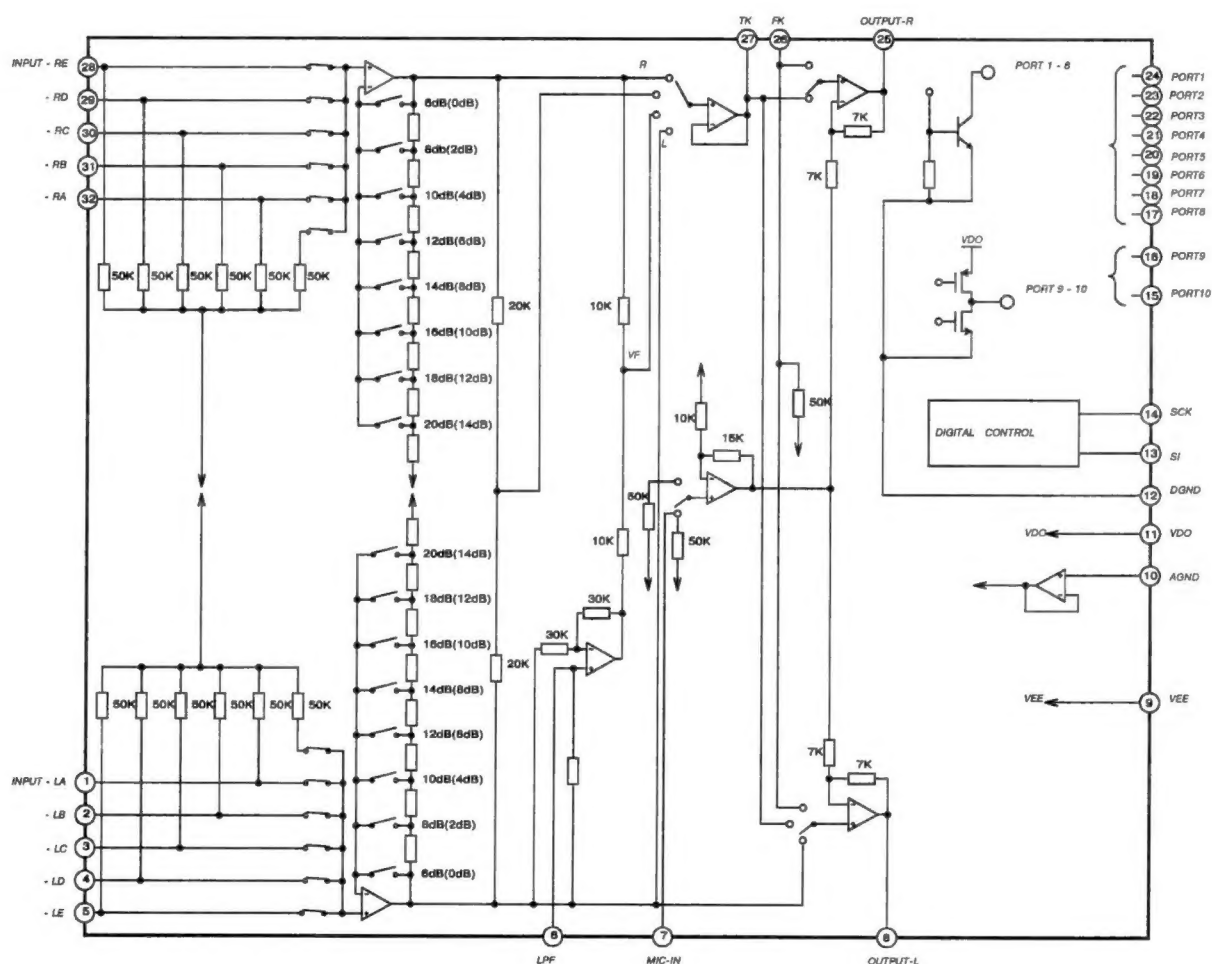 TK
FK
OUTPUT-R
27
26
25
INPUT - RE
28
R
PORT 1 - 8
24
PORT1
- RD
29
6dB(0dB)
23
PORT2
- RC
30
L
7K
22
PORT3
21
PORT4
- RB
31
6db(2dB)
7K
20
PORT5
- RA
32
10dB(4dB)
19
PORT6
18
PORT7
17
PORT8
12dB(6dB)
VDO
16
PORT9
50K
50K
50K
50K
50K
50K
14dB(8dB)
PORT 9 - 10
15
PORT10
20K
10K
16dB(10dB)
VF
18dB(12dB)
10K
50K
14
SCK
20dB(14dB)
DIGITAL CONTROL
15K
13
SI
50K
12
DGND
10K
50K
VDO
11
VDO
20dB(14dB)
10
AGND
18dB(12dB)
30K
16dB(10dB)
30K
20K
14dB(8dB)
VEE
9
VEE
50K
50K
50K
50K
50K
50K
12dB(6dB)
7K
7K
INPUT - LA
1
10dB(4dB)
- LB
2
8dB(2dB)
- LC
3
- LD
4
6dB(0dB)
- LE
5
6
7
8
LPF
MIC-IN
OUTPUT-L